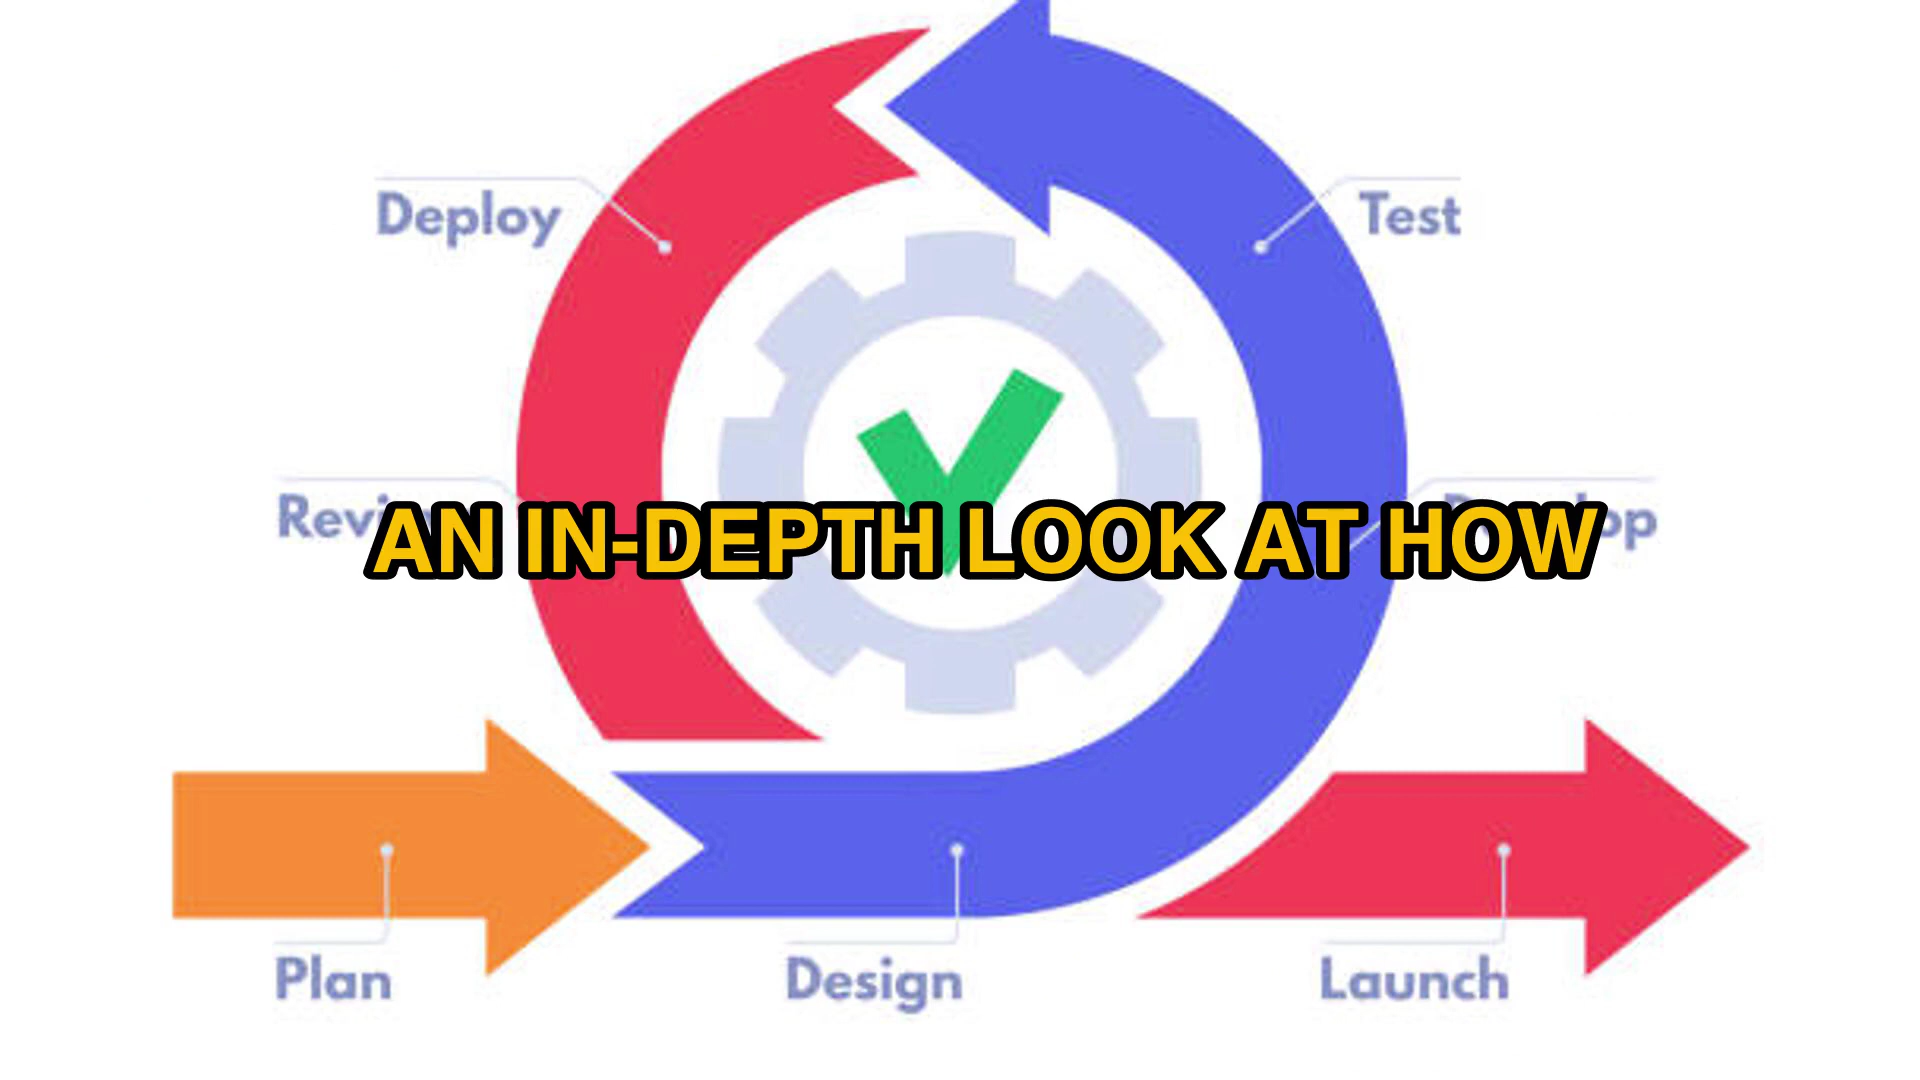 Deploy
Test
AN IN-DEPTH LOOK AT HOW
Plan
Design
Launch